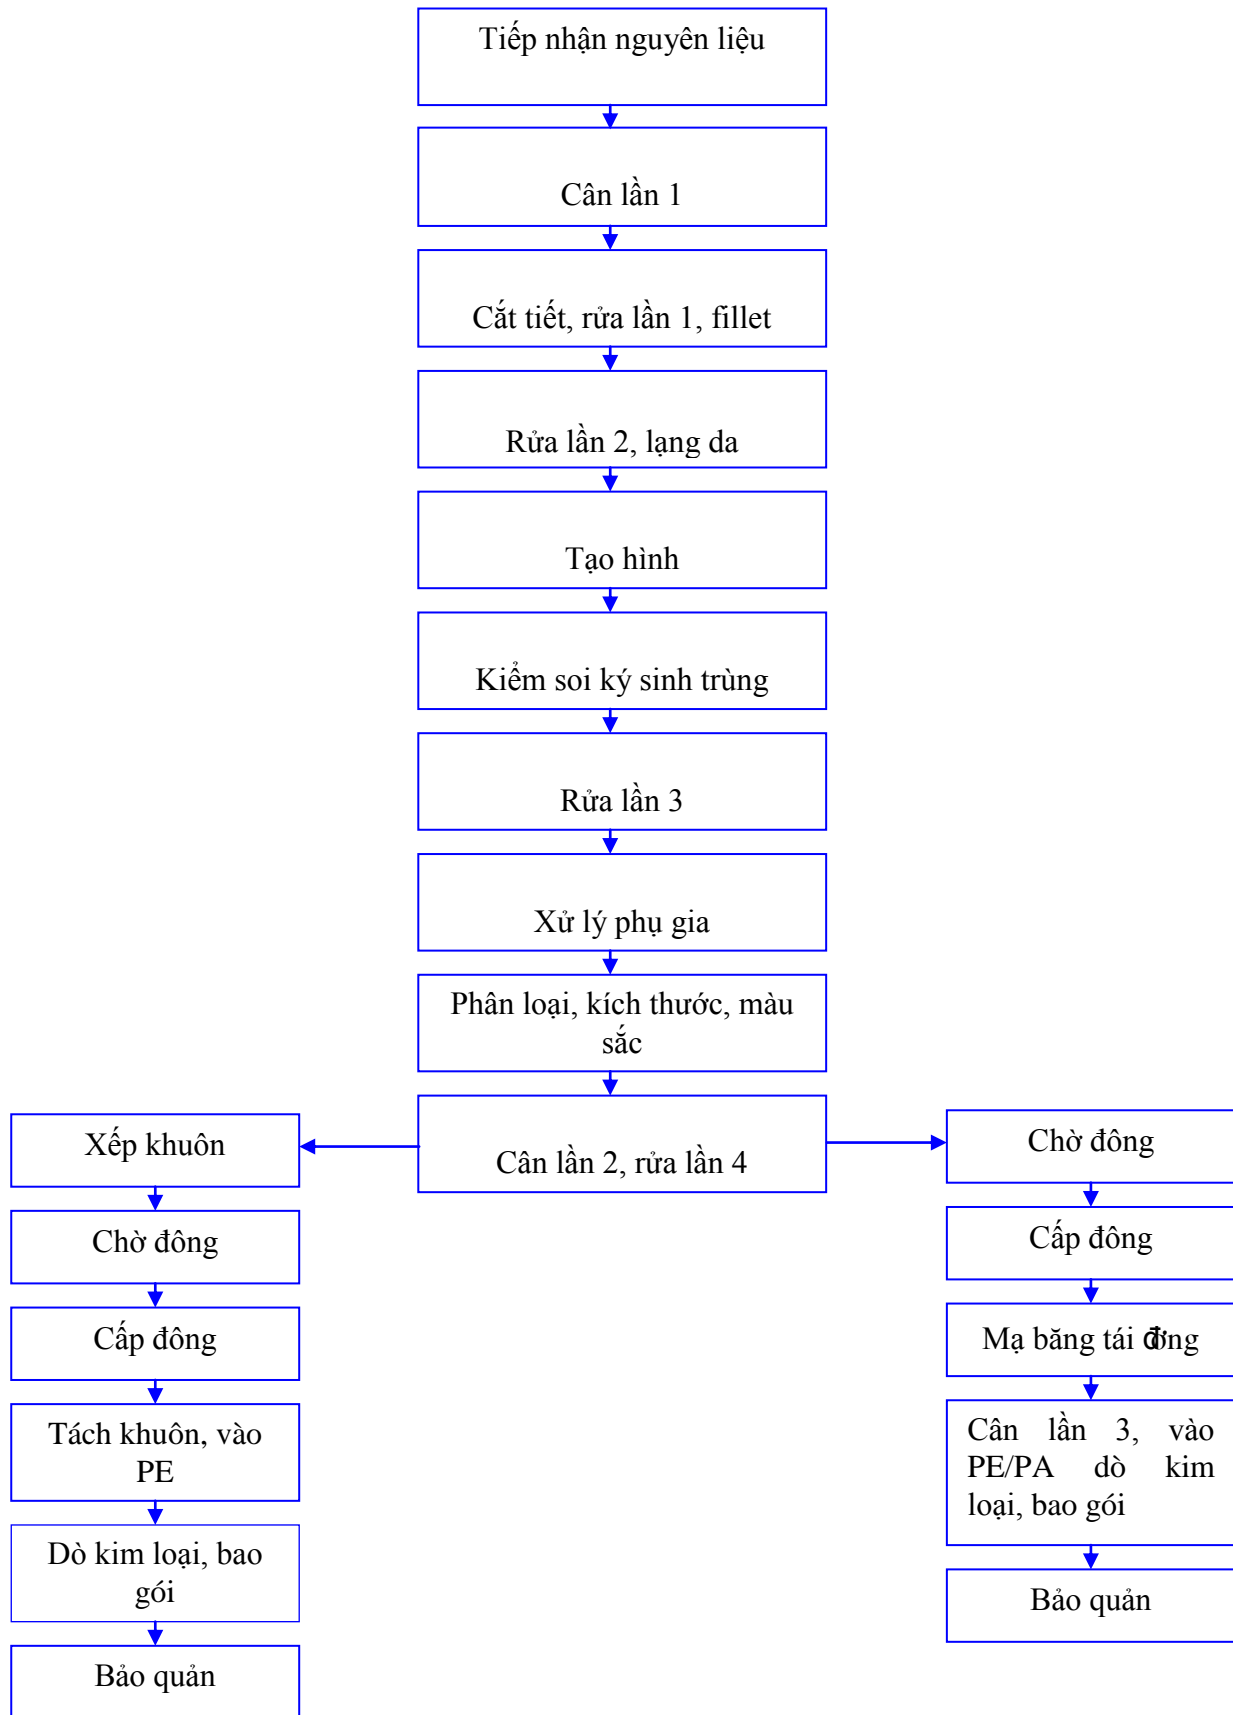 Tiếp nhận nguyên liệu
Cân lần 1
Cắt tiết, rửa lần 1, fillet
Rửa lần 2, lạng da
Tạo hình
Kiểm soi ký sinh trùng
Rửa lần 3
Xử lý phụ gia
Phân loại, kích thước, màu
sắc
Cân lần 2, rửa lần 4
Xếp khuôn
Chờ đông
Cấp đông
Tách khuôn, vào
PE
Dò kim loại, bao
gói
Bảo quản
Chờ đông
Cấp đông
Mạ băng tái
Cân lần 3, vào
PE/PA dò kim
loại, bao gói
Bảo quản